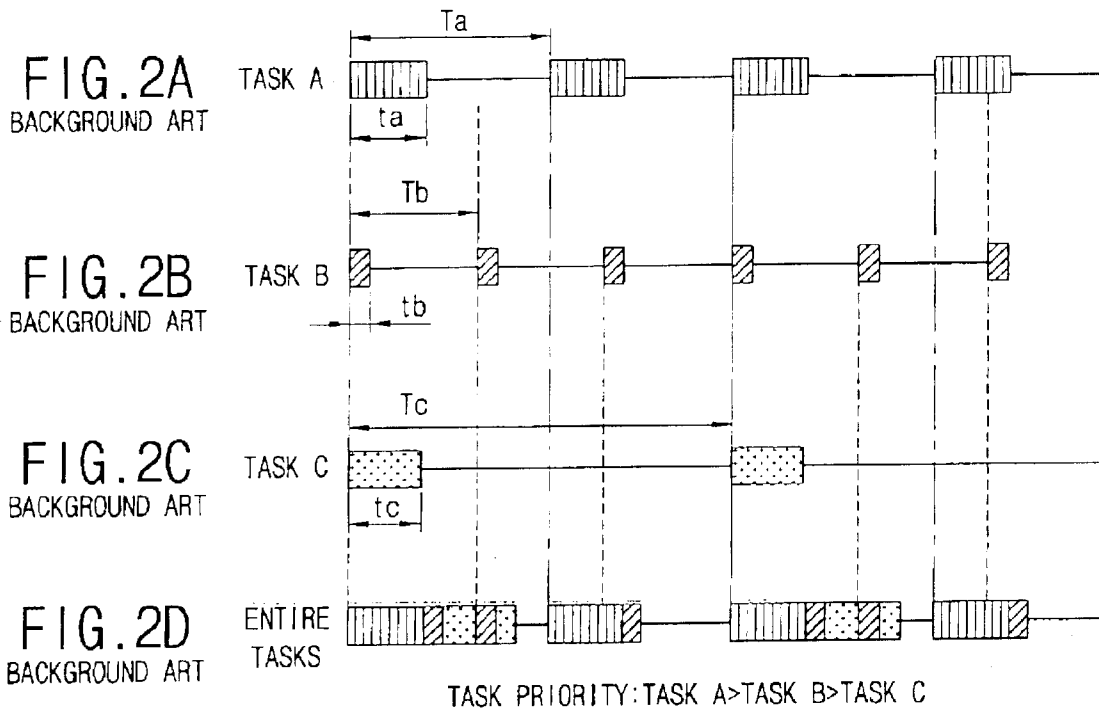 Ta
FIG.2A
BACKGROUND ART
TASK A
ta
Tb
FIG.2B
BACKGROUND ART
TASK B
tb
Tc
FIG.2C
BACKGROUND ART
TASK C
tc
FIG.2D
BACKGROUND ART
ENTIRE
TASKS
TASK PRIORITY:TASK A>TASK B>TASK C